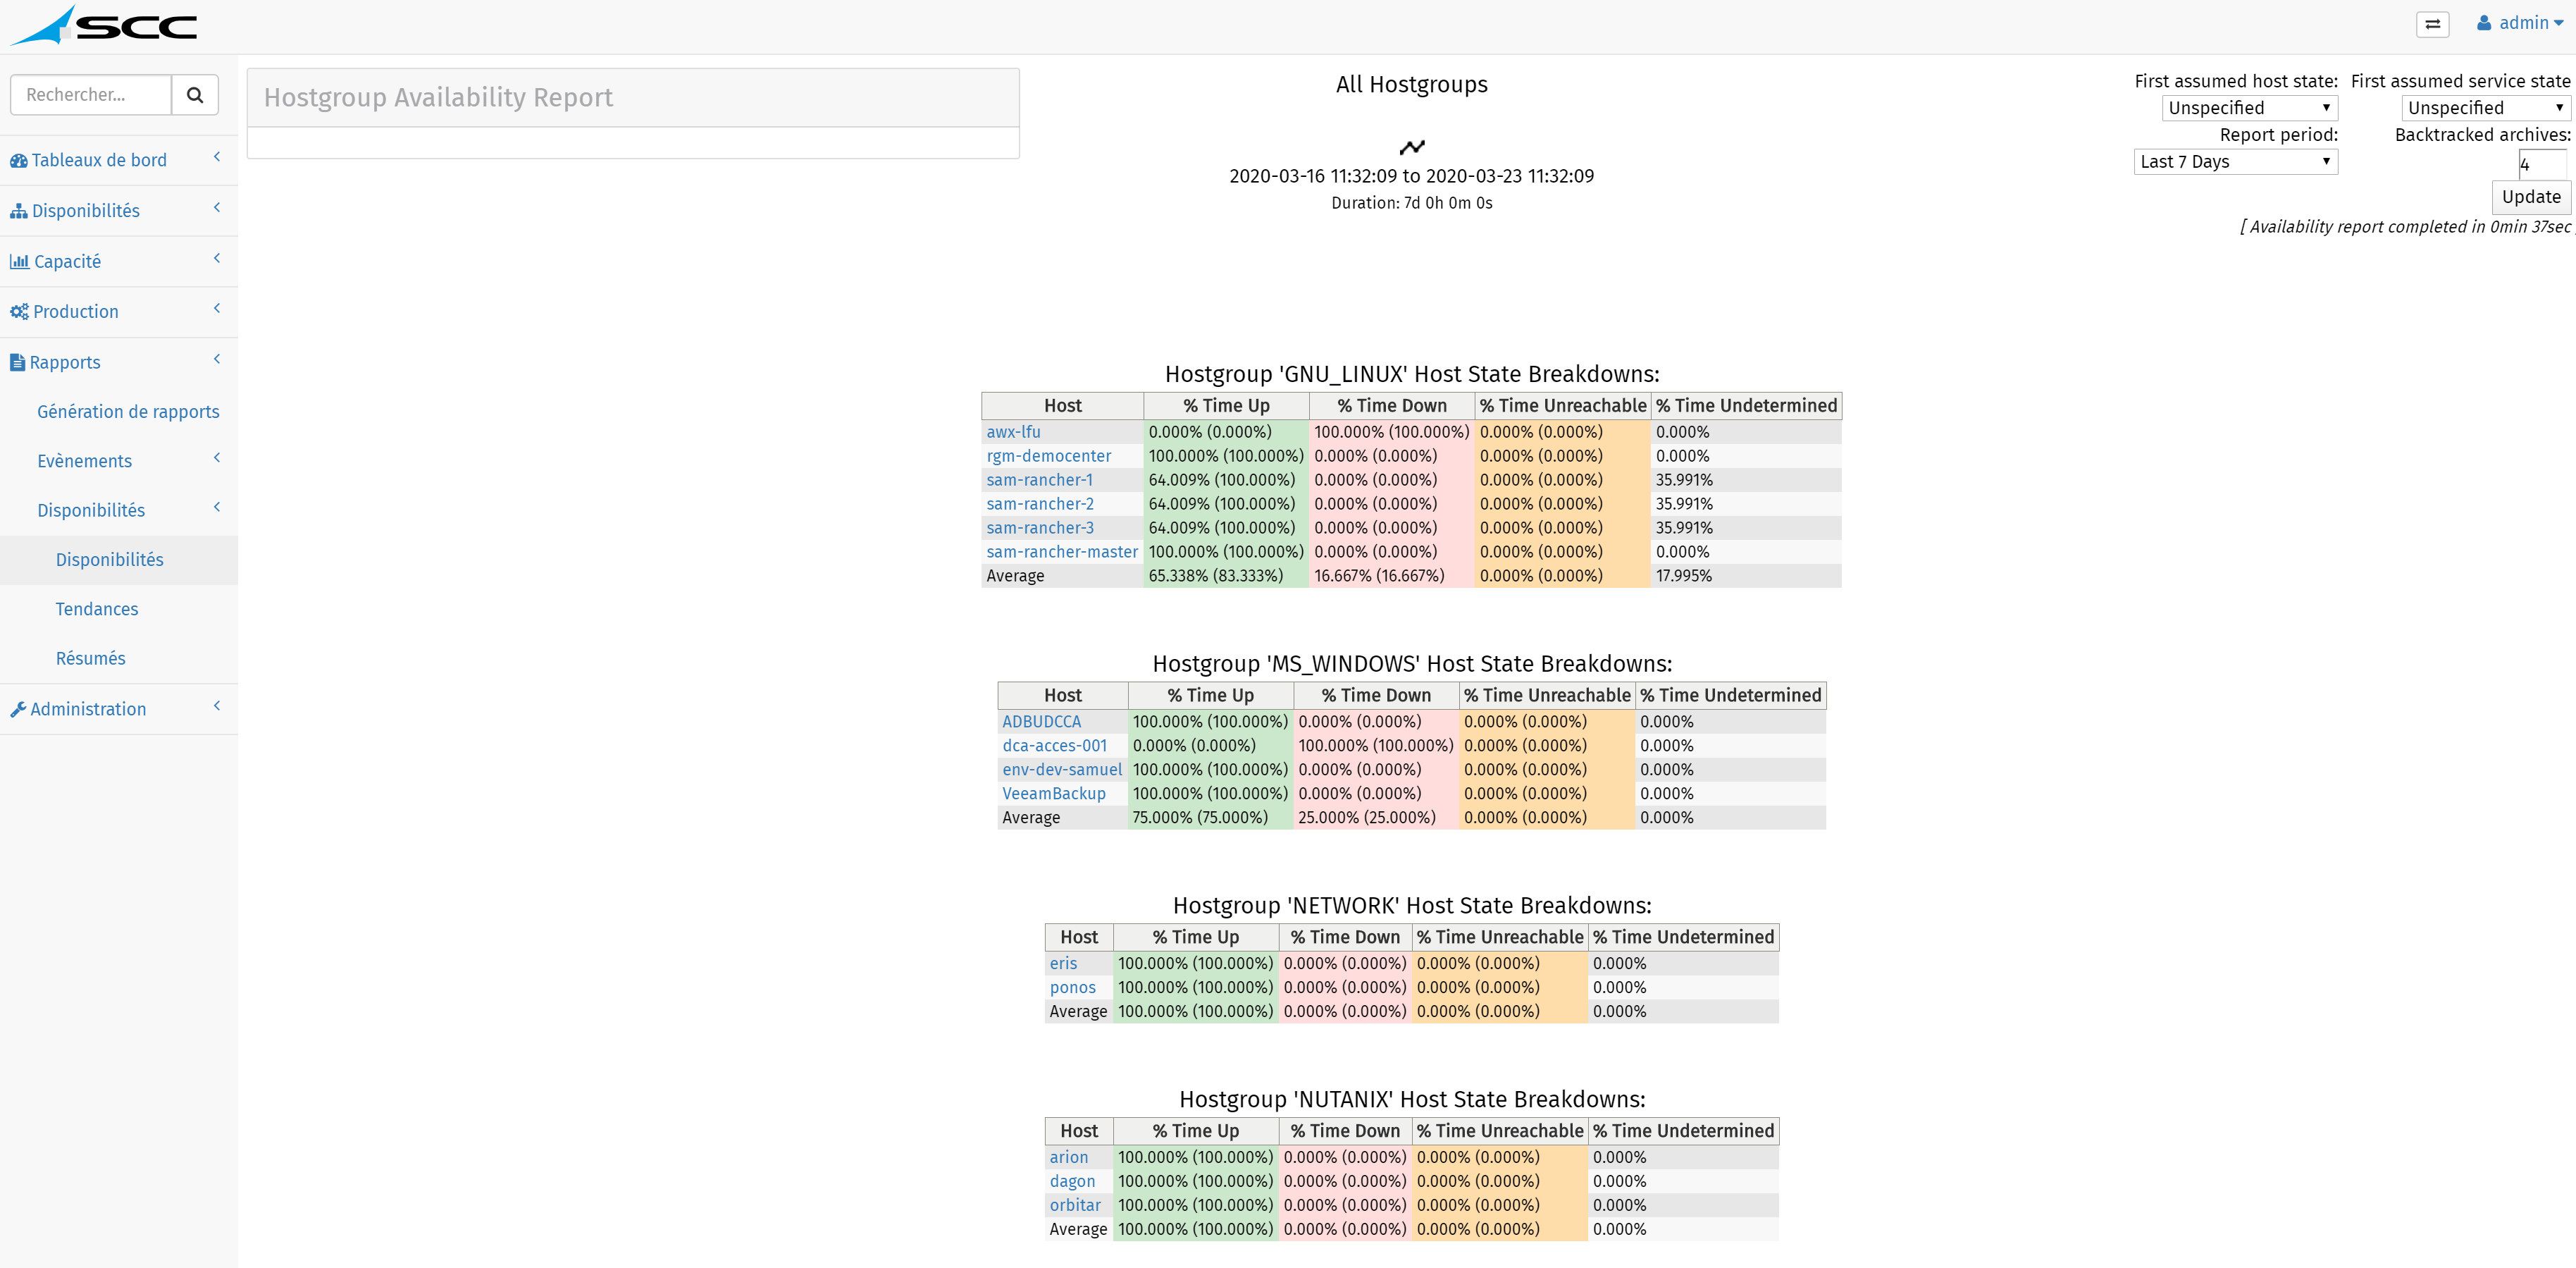 SCC
admin
Rechercher...
Tableaux de bord
Disponibilités
Capacité
Production
Rapports
Génération de rapports
Evènements
Disponibilités
Disponibilités
Tendances
Résumés
Administration
Hostgroup Availability Report
All Hostgroups
2020-03-16 11:32:09 to 2020-03-23 11:32:09
Duration: 7d 0h 0m 0s
First assumed host state: First assumed service state
Unspecified Unspecified
Report period: Backtracked archives:
Last 7 Days 4
Update
[ Availability report completed in 0min 37sec
Hostgroup 'GNU_LINUX' Host State Breakdowns:
Host % Time Up % Time Down % Time Unreachable % Time Undetermined
awx-lfu 0.000% (0.000%) 100.000% (100.000%) 0.000% (0.000%) 0.000%
rgm-democenter 100.000% (100.000%) 0.000% (0.000%) 0.000% (0.000%) 0.000%
sam-rancher-1 64.009% (100.000%) 0.000% (0.000%) 0.000% (0.000%) 35.991%
sam-rancher-2 64.009% (100.000%) 0.000% (0.000%) 0.000% (0.000%) 35.991%
sam-rancher-3 64.009% (100.000%) 0.000% (0.000%) 0.000% (0.000%) 35.991%
sam-rancher-master 100.000% (100.000%) 0.000% (0.000%) 0.000% (0.000%) 0.000%
Average 65.338% (83.333%) 16.667% (16.667%) 0.000% (0.000%) 17.995%
Hostgroup 'MS_WINDOWS' Host State Breakdowns:
Host % Time Up % Time Down % Time Unreachable % Time Undetermined
ADBUDCCA 100.000% (100.000%) 0.000% (0.000%) 0.000% (0.000%) 0.000%
dca-acces-001 0.000% (0.000%) 100.000% (100.000%) 0.000% (0.000%) 0.000%
env-dev-samuel 100.000% (100.000%) 0.000% (0.000%) 0.000% (0.000%) 0.000%
VeeamBackup 100.000% (100.000%) 0.000% (0.000%) 0.000% (0.000%) 0.000%
Average 75.000% (75.000%) 25.000% (25.000%) 0.000% (0.000%) 0.000%
Hostgroup 'NETWORK' Host State Breakdowns:
Host % Time Up % Time Down % Time Unreachable % Time Undetermined
eris 100.000% (100.000%) 0.000% (0.000%) 0.000% (0.000%) 0.000%
ponos 100.000% (100.000%) 0.000% (0.000%) 0.000% (0.000%) 0.000%
Average 100.000% (100.000%) 0.000% (0.000%) 0.000% (0.000%) 0.000%
Hostgroup 'NUTANIX' Host State Breakdowns:
Host % Time Up % Time Down % Time Unreachable % Time Undetermined
arion 100.000% (100.000%) 0.000% (0.000%) 0.000% (0.000%) 0.000%
dagon 100.000% (100.000%) 0.000% (0.000%) 0.000% (0.000%) 0.000%
orbitar 100.000% (100.000%) 0.000% (0.000%) 0.000% (0.000%) 0.000%
Average 100.000% (100.000%) 0.000% (0.000%) 0.000% (0.000%) 0.000%